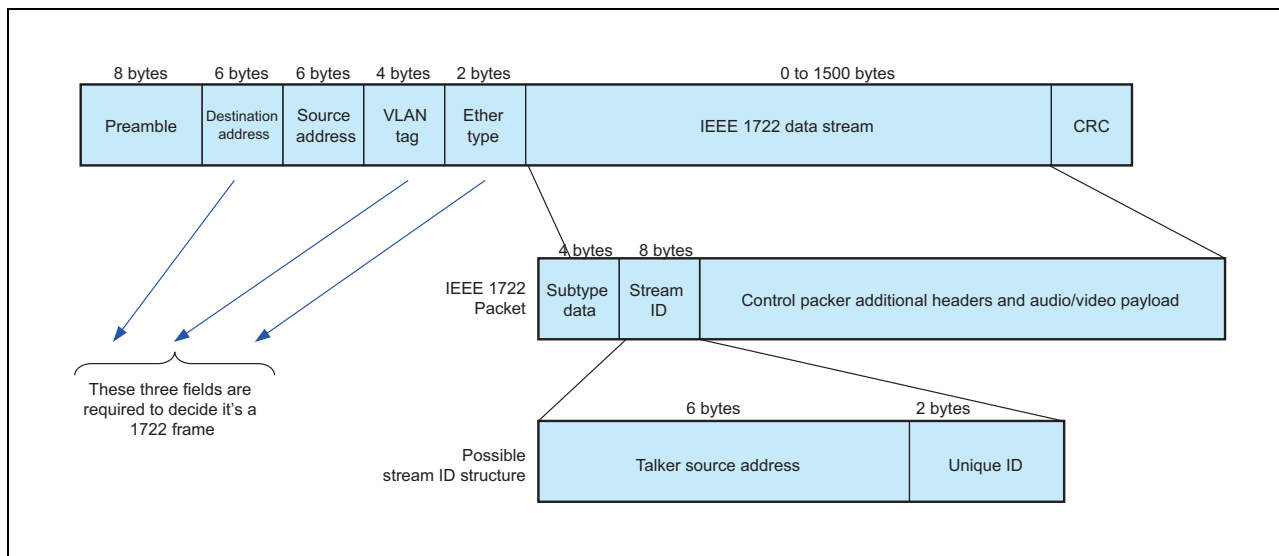 8 bytes
6 bytes
6 bytes
4 bytes
2 bytes
0 to 1500 bytes
Preamble
Destination
address
Source
address
VLAN
tag
Ether
type
IEEE 1722 data stream
CRC
4 bytes
8 bytes
IEEE 1722
Packet
Subtype
data
Stream
ID
Control packer additional headers and audio/video payload
These three fields are
required to decide it's a
1722 frame
6 bytes
2 bytes
Possible
stream ID structure
Talker source address
Unique ID